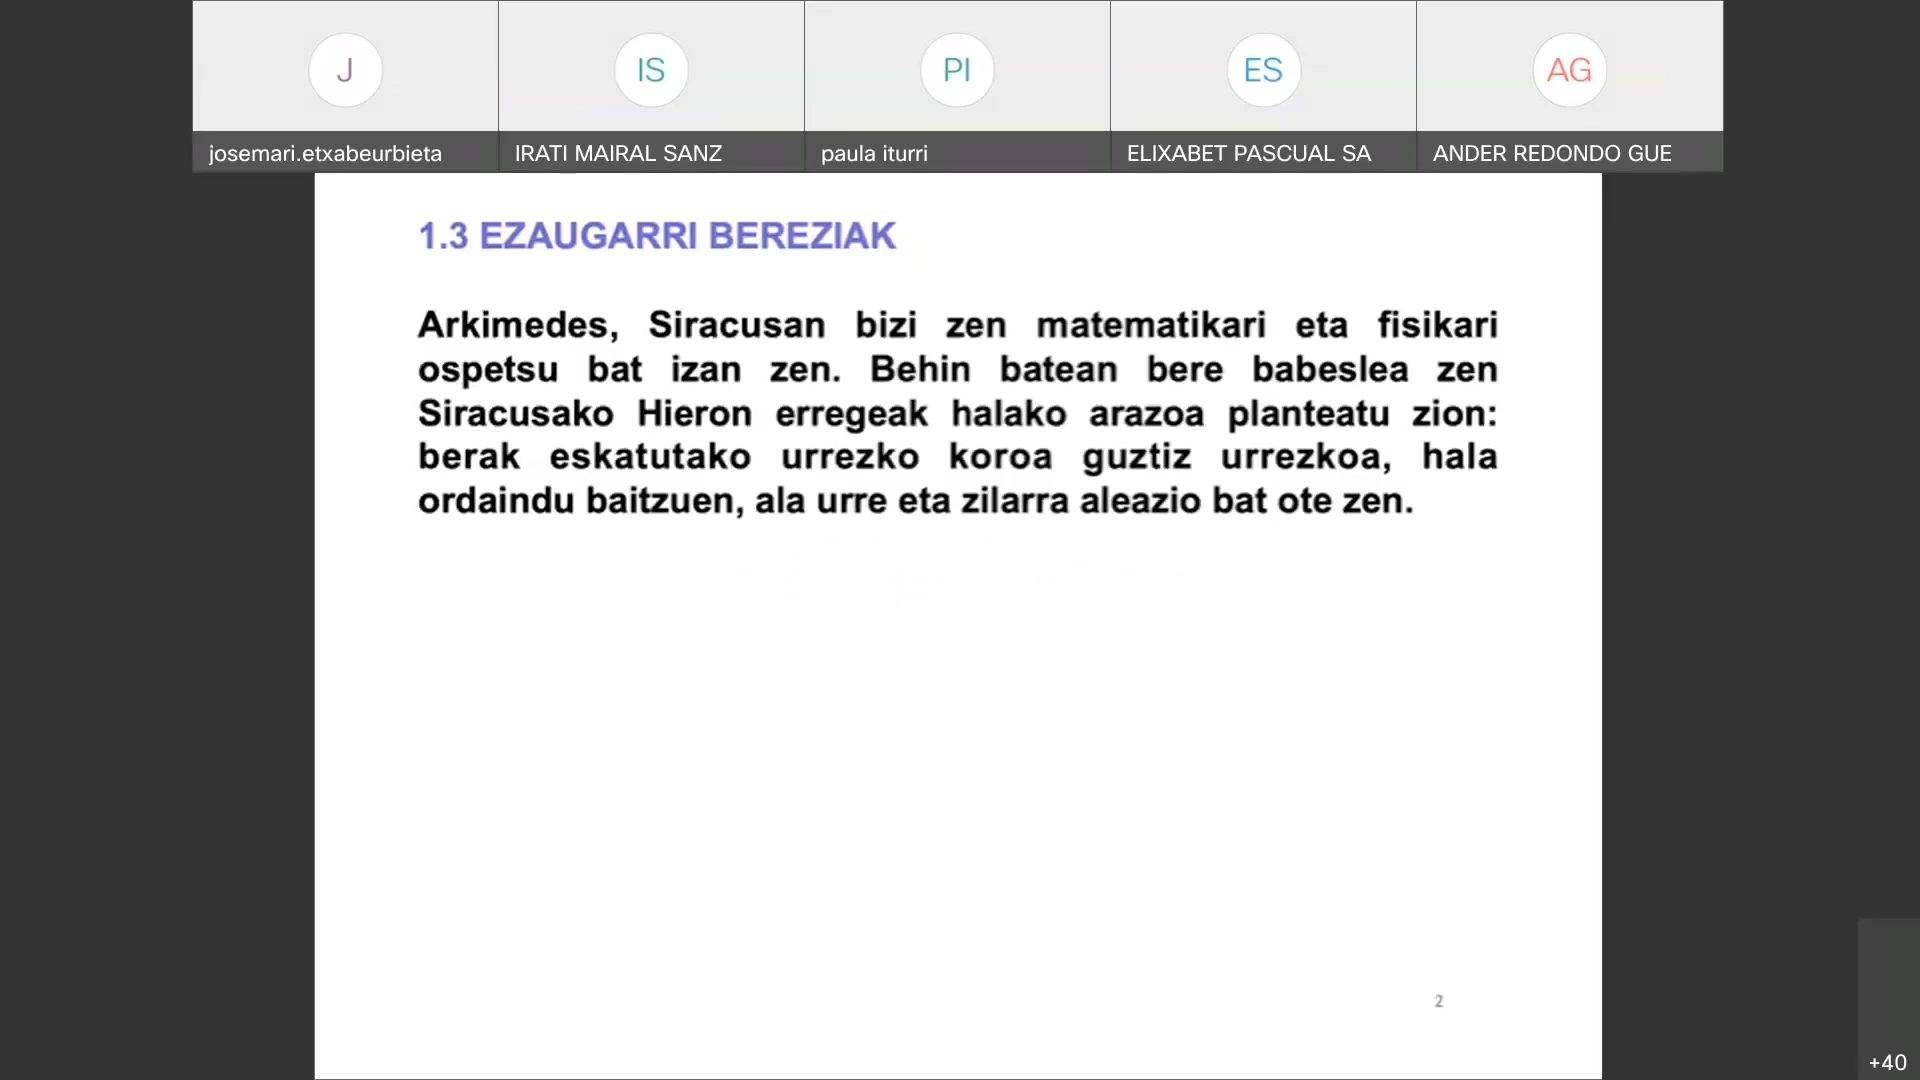 J
IS
PI
ES
AG
josemari.etxabeurbieta
IRATI MAIRAL SANZ
paula iturri
ELIXABET PASCUAL SA
ANDER REDONDO GUE
1.3 EZAUGARRI BEREZIAK
Arkimedes, Siracusan bizi zen matematikari eta fisikari
ospetsu bat izan zen. Behin batean bere babeslea zen
Siracusako Hieron erregeak halako arazoa planteatu zion:
berak eskatutako urrezko koroa guztiz urrezkoa, hala
ordaindu baitzuen, ala urre eta zilarra aleazio bat ote zen.
2
+40